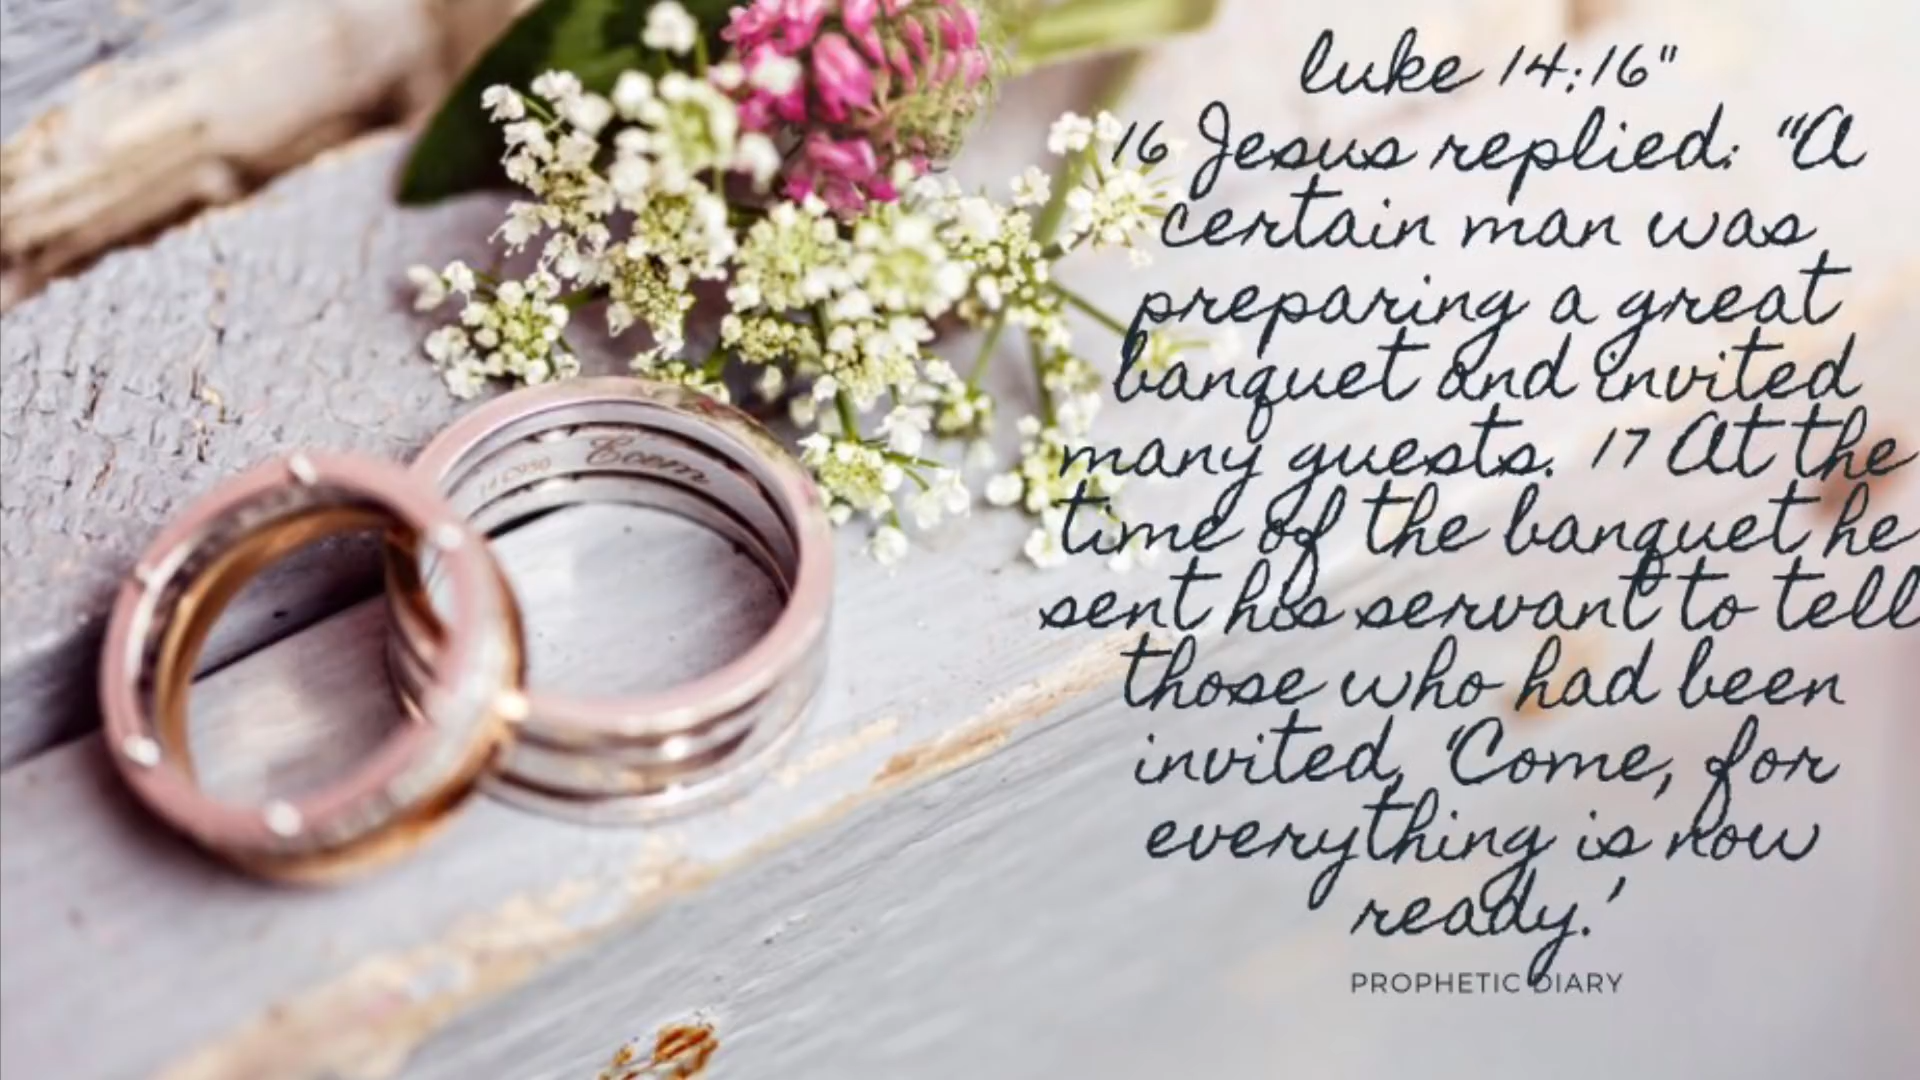 luke 14:16"
16 Jesus replied: "A
certain man was
preparing a great
banquet and invited
many guests. 17 At the
time of the banquet he
sent his servant to tell
those who had been
invited, 'Come, for
everything is now
ready.'
PROPHETIC DIARY